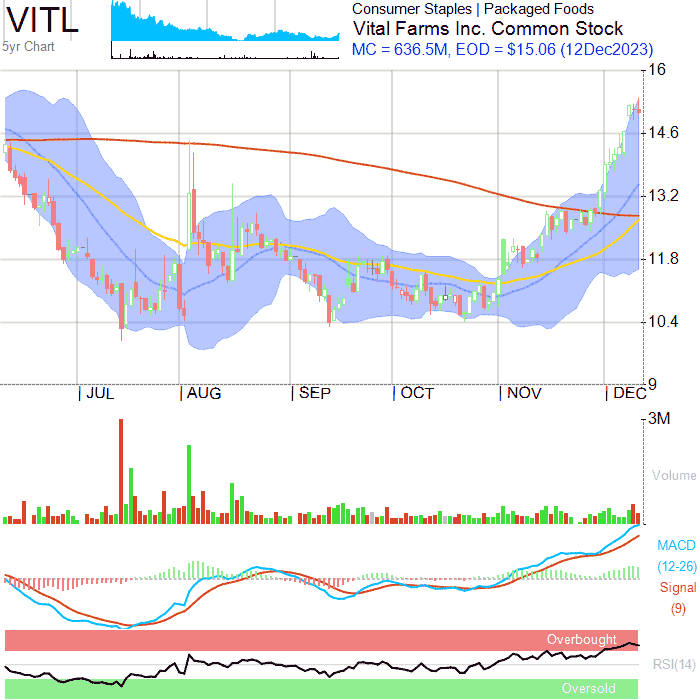 VITL
5yr Chart
Consumer Staples | Packaged Foods
Vital Farms Inc. Common Stock
MC = 636.5M, EOD = $15.06 (12Dec2023)
16
14.6
13.2
11.8
10.4
9
JUL AUG SEP OCT NOV DEC
3M
Volume
MACD
(12-26)
Signal
(9)
Overbought
RSI(14)
Oversold